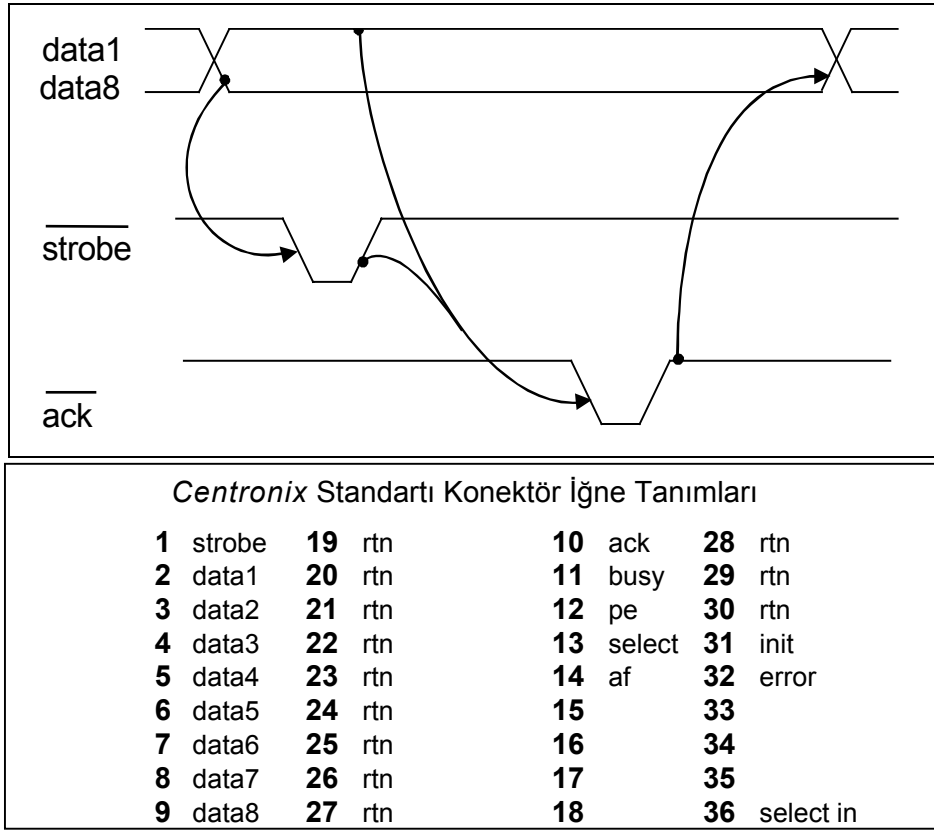 data1
data8
strobe
ack
Centronix Standartı Konektör İğne Tanımları
1 strobe 19 rtn 10 ack 28 rtn
2 data1 20 rtn 11 busy 29 rtn
3 data2 21 rtn 12 pe 30 rtn
4 data3 22 rtn 13 select 31 init
5 data4 23 rtn 14 af 32 error
6 data5 24 rtn 15 33
7 data6 25 rtn 16 34
8 data7 26 rtn 17 35
9 data8 27 rtn 18 36 select in